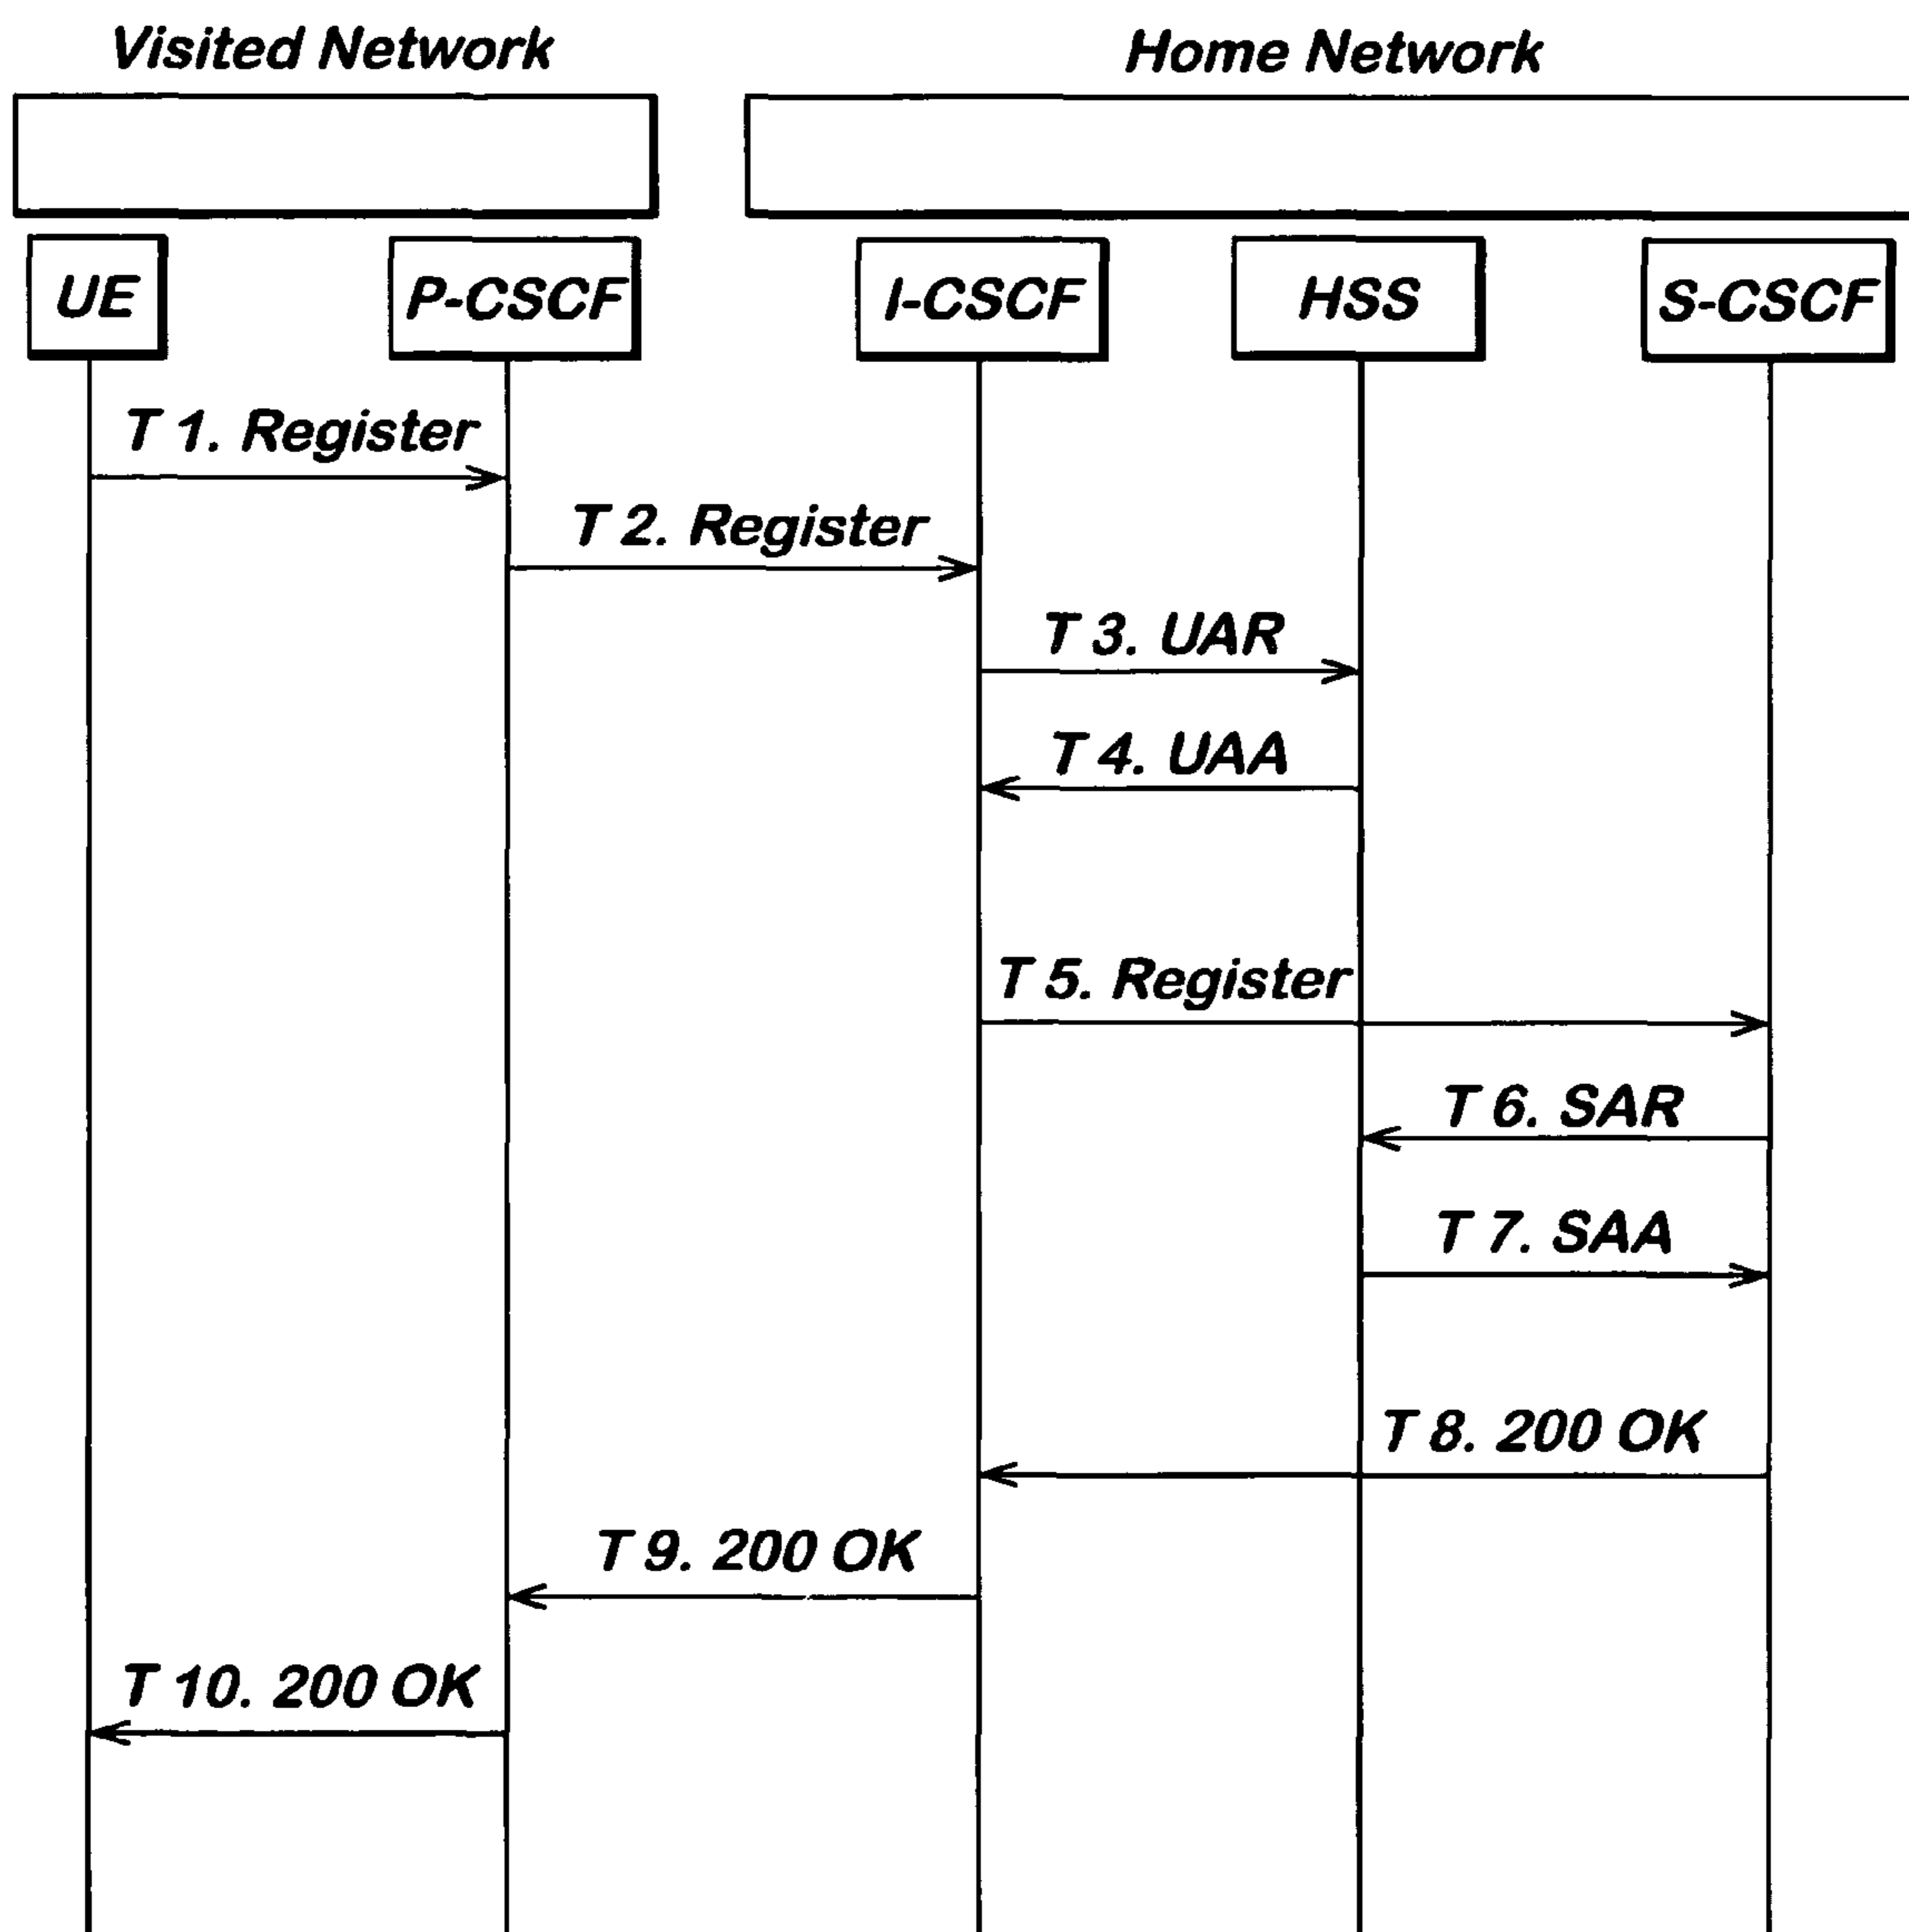 Visited Network
Home Network
UE
P-CSCF
I-CSCF
HSS
S-CSCF
T 1. Register
T 2. Register
T 3. UAR
T 4. UAA
T 5. Register
T 6. SAR
T 7. SAA
T 8. 200 OK
T 9. 200 OK
T 10. 200 OK